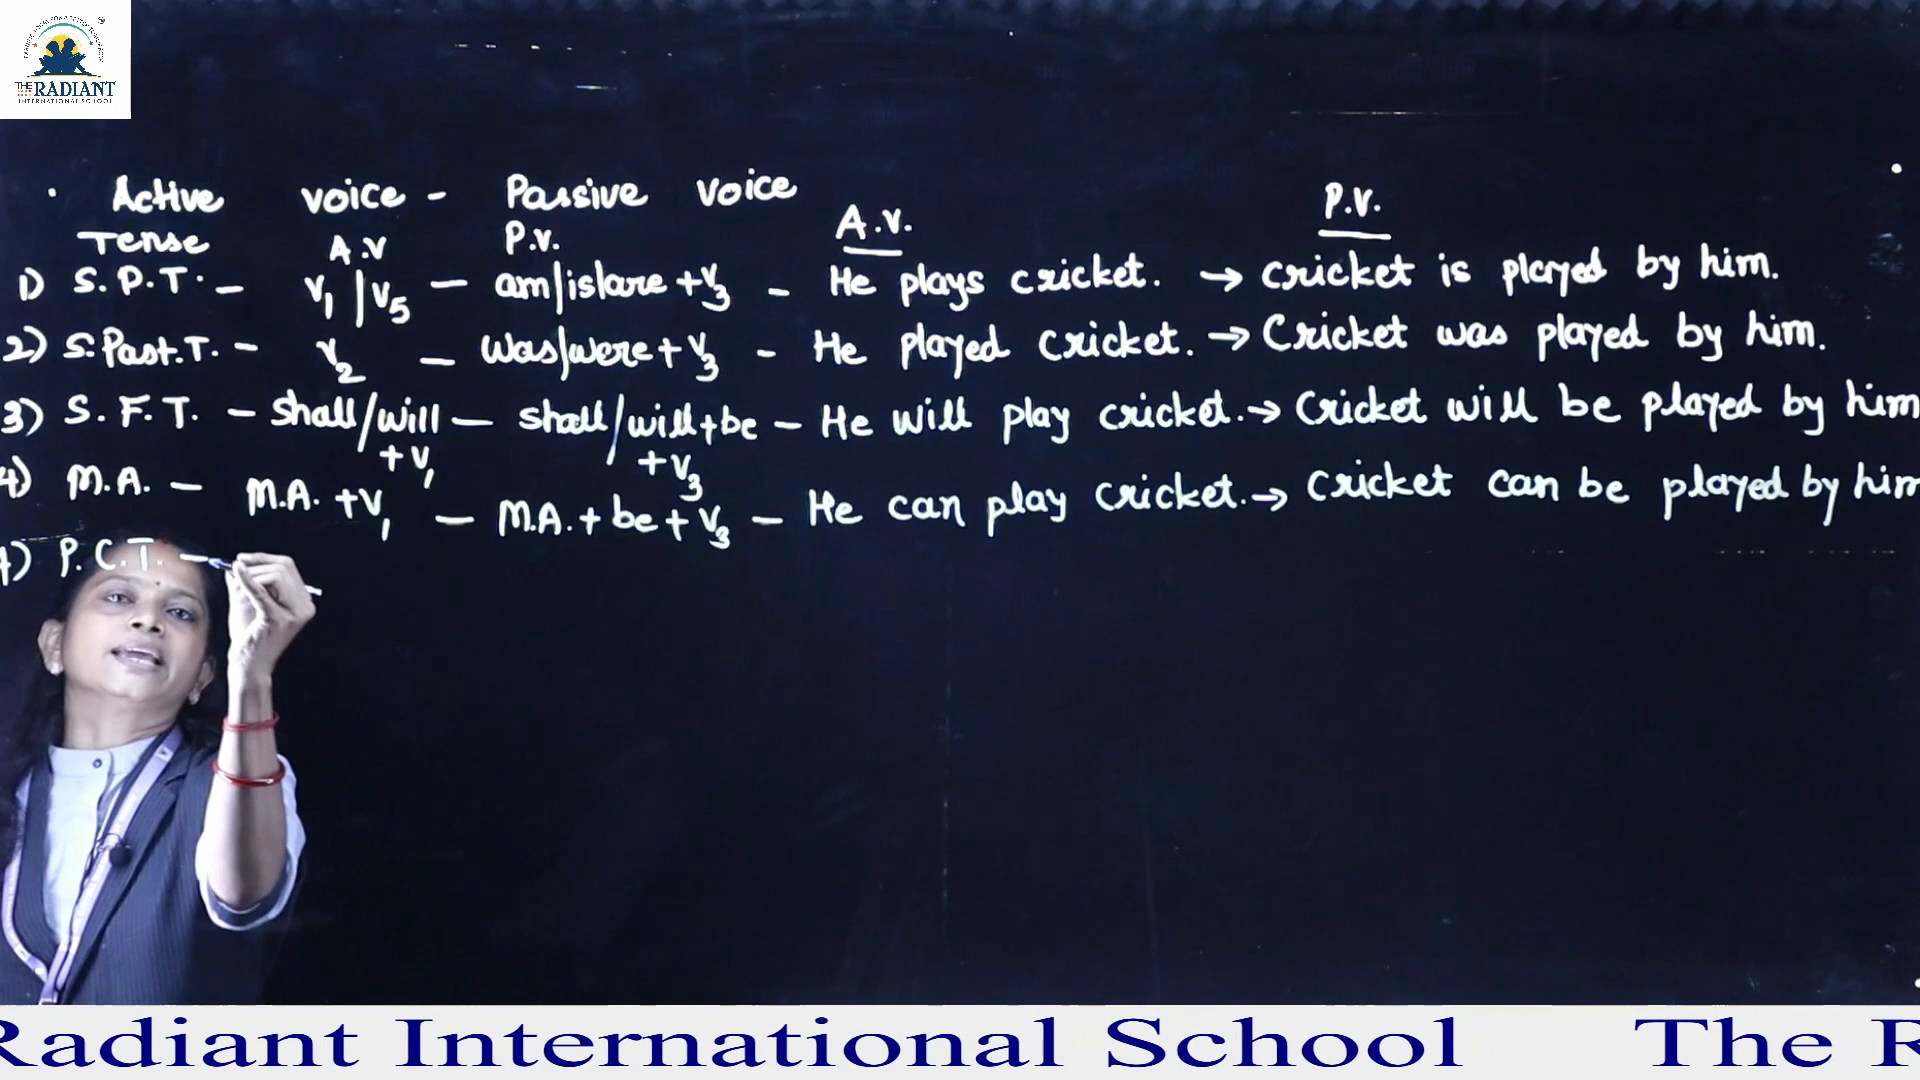 THE RADIANT
INTERNATIONAL SCHOOL
Active voice - Passive voice
Tense A.V P.V. A.V. P.V.
1) S.P.T. - V1 | V5 - am/is/are + V3 - He plays cricket. → Cricket is played by him.
2) S.Past.T. - V2 - was/were + V3 - He played cricket. → Cricket was played by him.
3) S. F. T. - shall/will + V1 - shall/will + be + V3 - He will play cricket. → Cricket will be played by him
4) M.A. - M.A. + V1 - M.A. + be + V3 - He can play cricket. → Cricket can be played by him
) P.C.T. -
Radiant International School The R